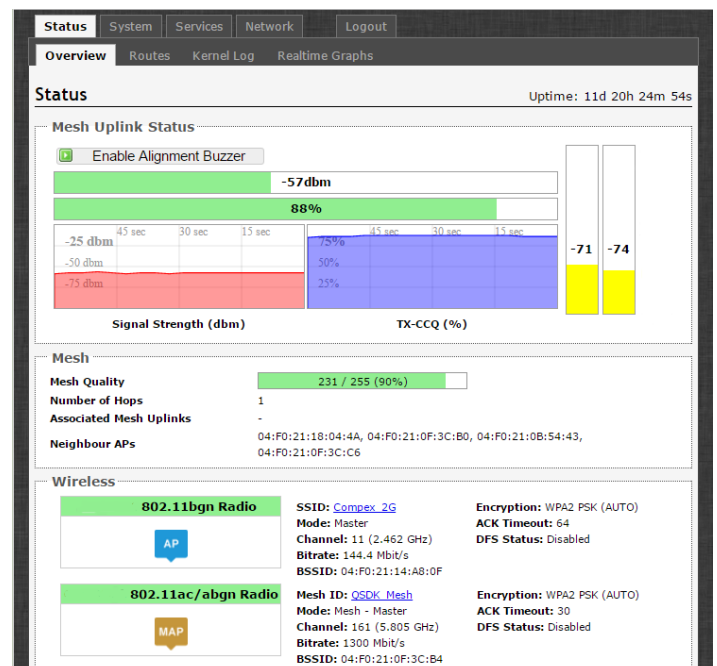 Status System Services Network Logout
Overview Routes Kernel Log Realtime Graphs
Status Uptime: 11d 20h 24m 54s
Mesh Uplink Status
Enable Alignment Buzzer
-57dbm
88%
45 sec 30 sec 15 sec 45 sec 30 sec 15 sec
-25 dbm 75%
-71 -74
-50 dbm 50%
-75 dbm 25%
Signal Strength (dbm) TX-CCQ (%)
Mesh
Mesh Quality 231 / 255 (90%)
Number of Hops 1
Associated Mesh Uplinks -
Neighbour APs 04:F0:21:18:04:4A, 04:F0:21:0F:3C:B0, 04:F0:21:0B:54:43,
04:F0:21:0F:3C:C6
Wireless
802.11bgn Radio SSID: Compex_2G Encryption: WPA2 PSK (AUTO)
Mode: Master ACK Timeout: 64
AP Channel: 11 (2.462 GHz) DFS Status: Disabled
Bitrate: 144.4 Mbit/s
BSSID: 04:F0:21:14:A8:0F
802.11ac/abgn Radio Mesh ID: QSDK_Mesh Encryption: WPA2 PSK (AUTO)
Mode: Mesh - Master ACK Timeout: 30
MAP Channel: 161 (5.805 GHz) DFS Status: Disabled
Bitrate: 1300 Mbit/s
BSSID: 04:F0:21:0F:3C:B4